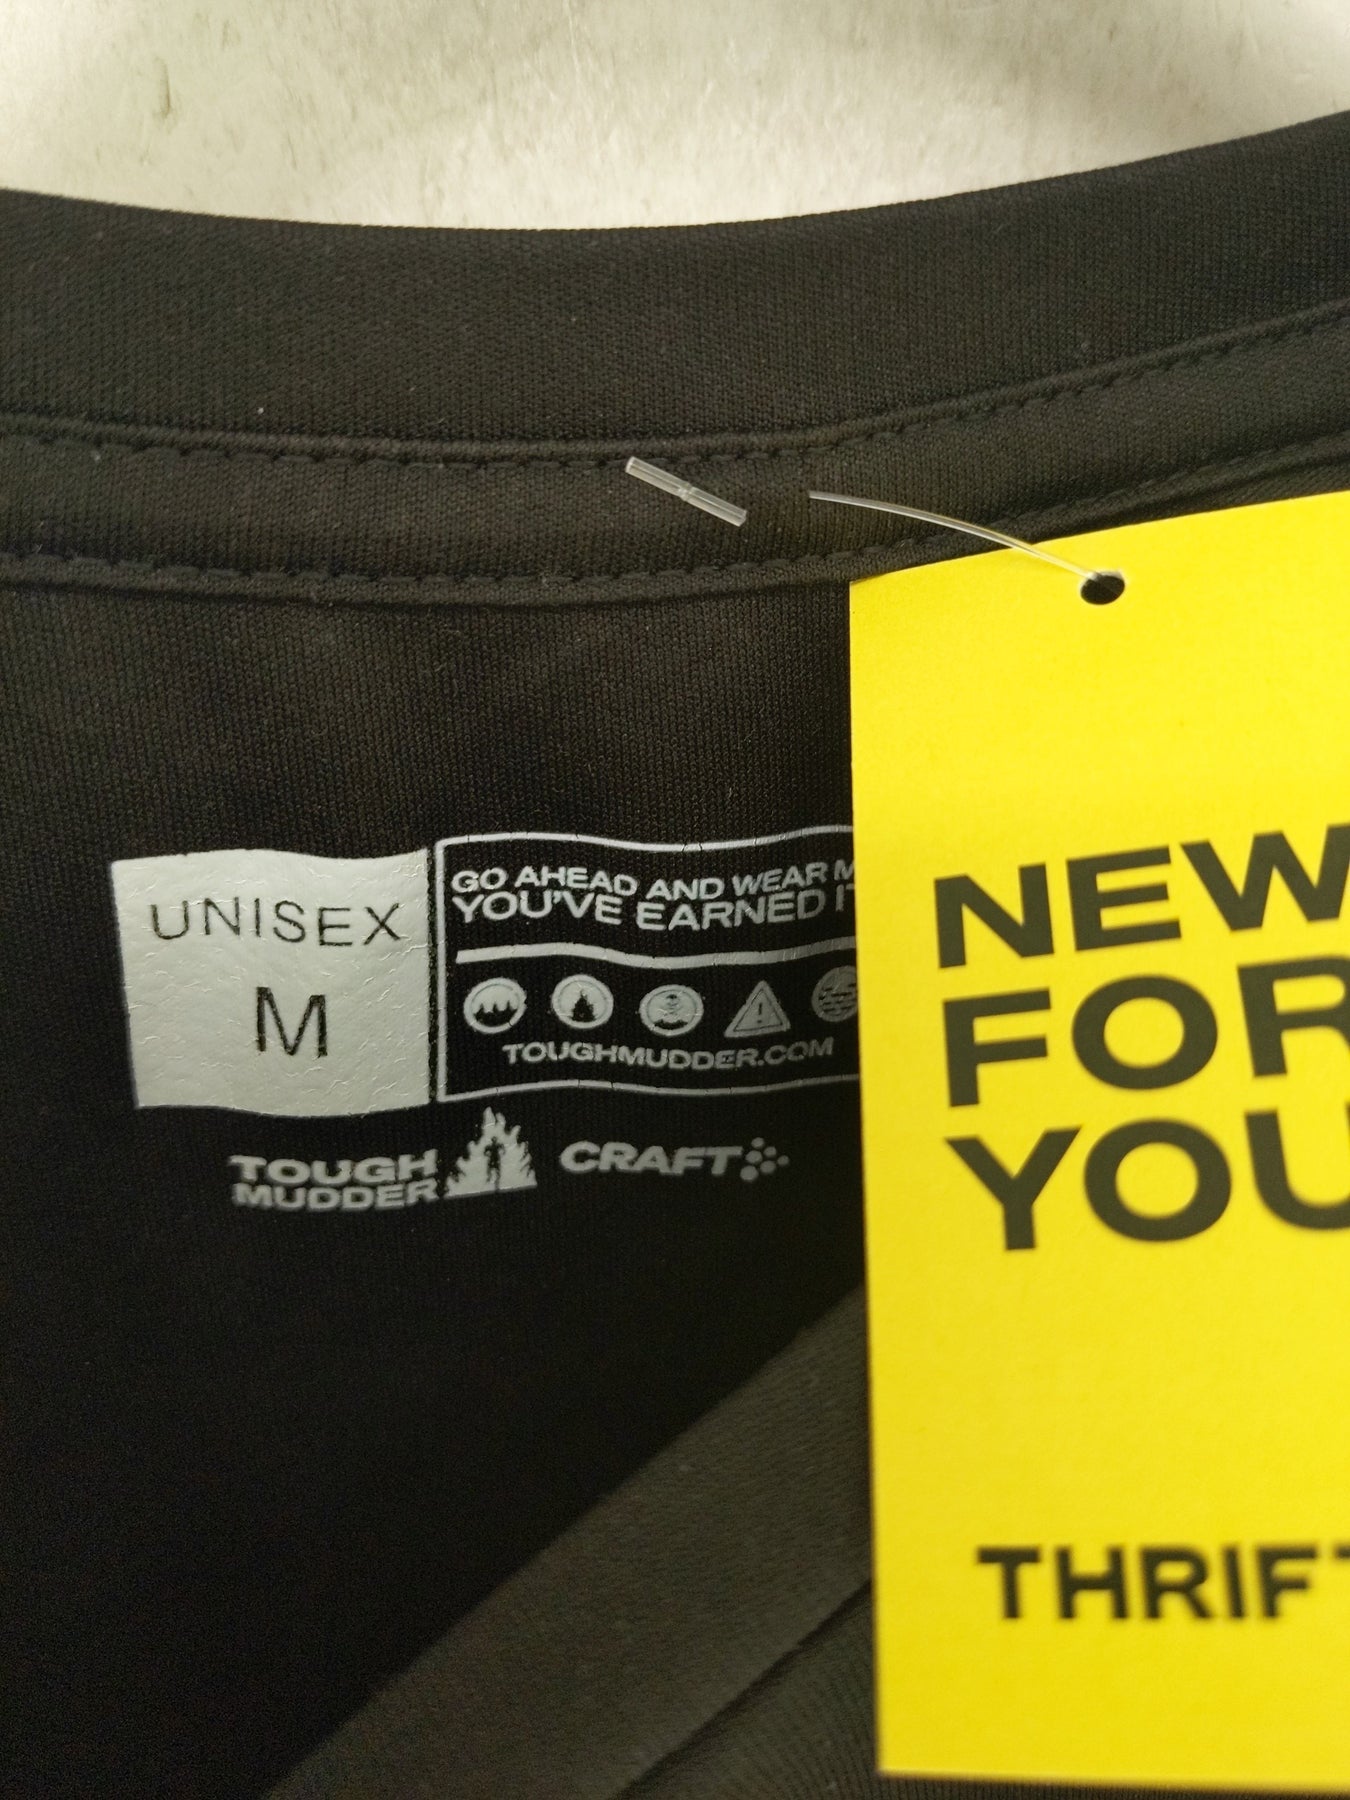 UNISEX
M
GO AHEAD AND WEAR
YOU'VE EARNED
TOUGHMUDDER.COM
TOUGH
MUDDER
CRAFT
NEW
FOR
YOU
THRIFT